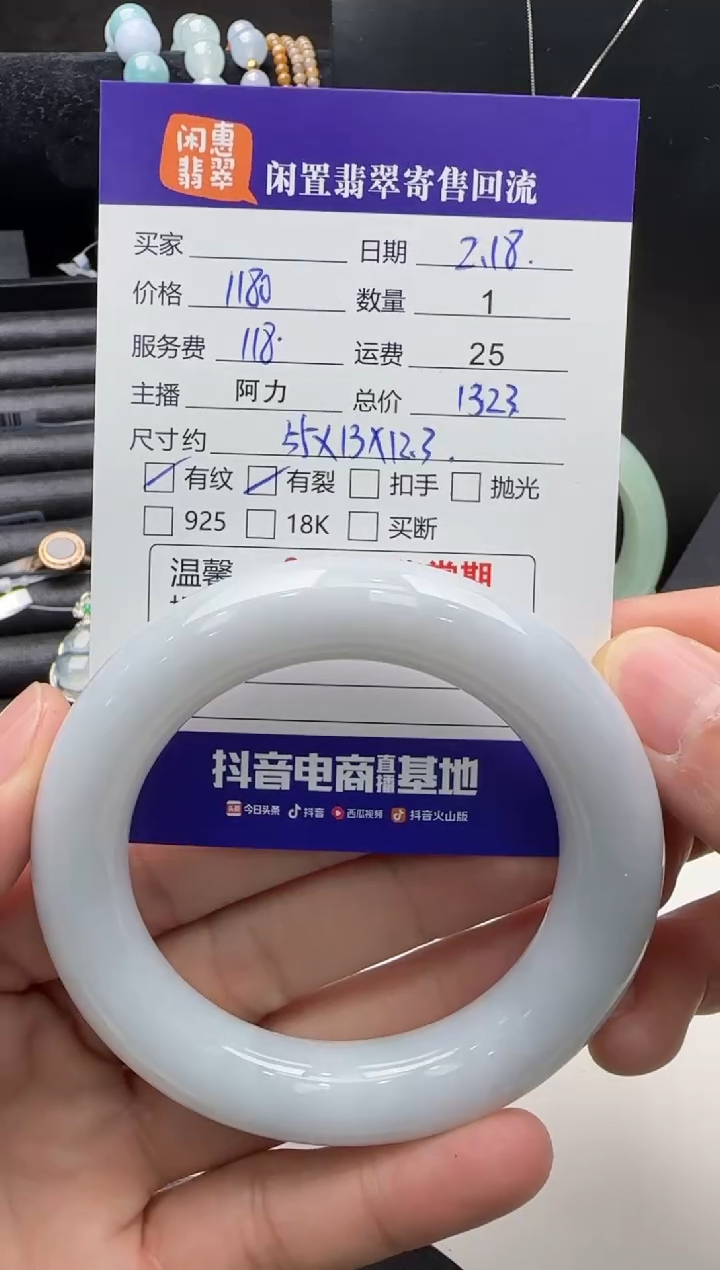 闲惠
翡翠
闲置翡翠寄售回流
买家 日期 2.18.
价格 1180 数量 1
服务费 118. 运费 25
主播 阿力 总价 1323
尺寸约 55X13X12.3.
有纹 有裂 扣手 抛光
925 18K 买断
温馨
抖音电商直播基地
头条 今日头条 抖音 西瓜视频 抖音火山版